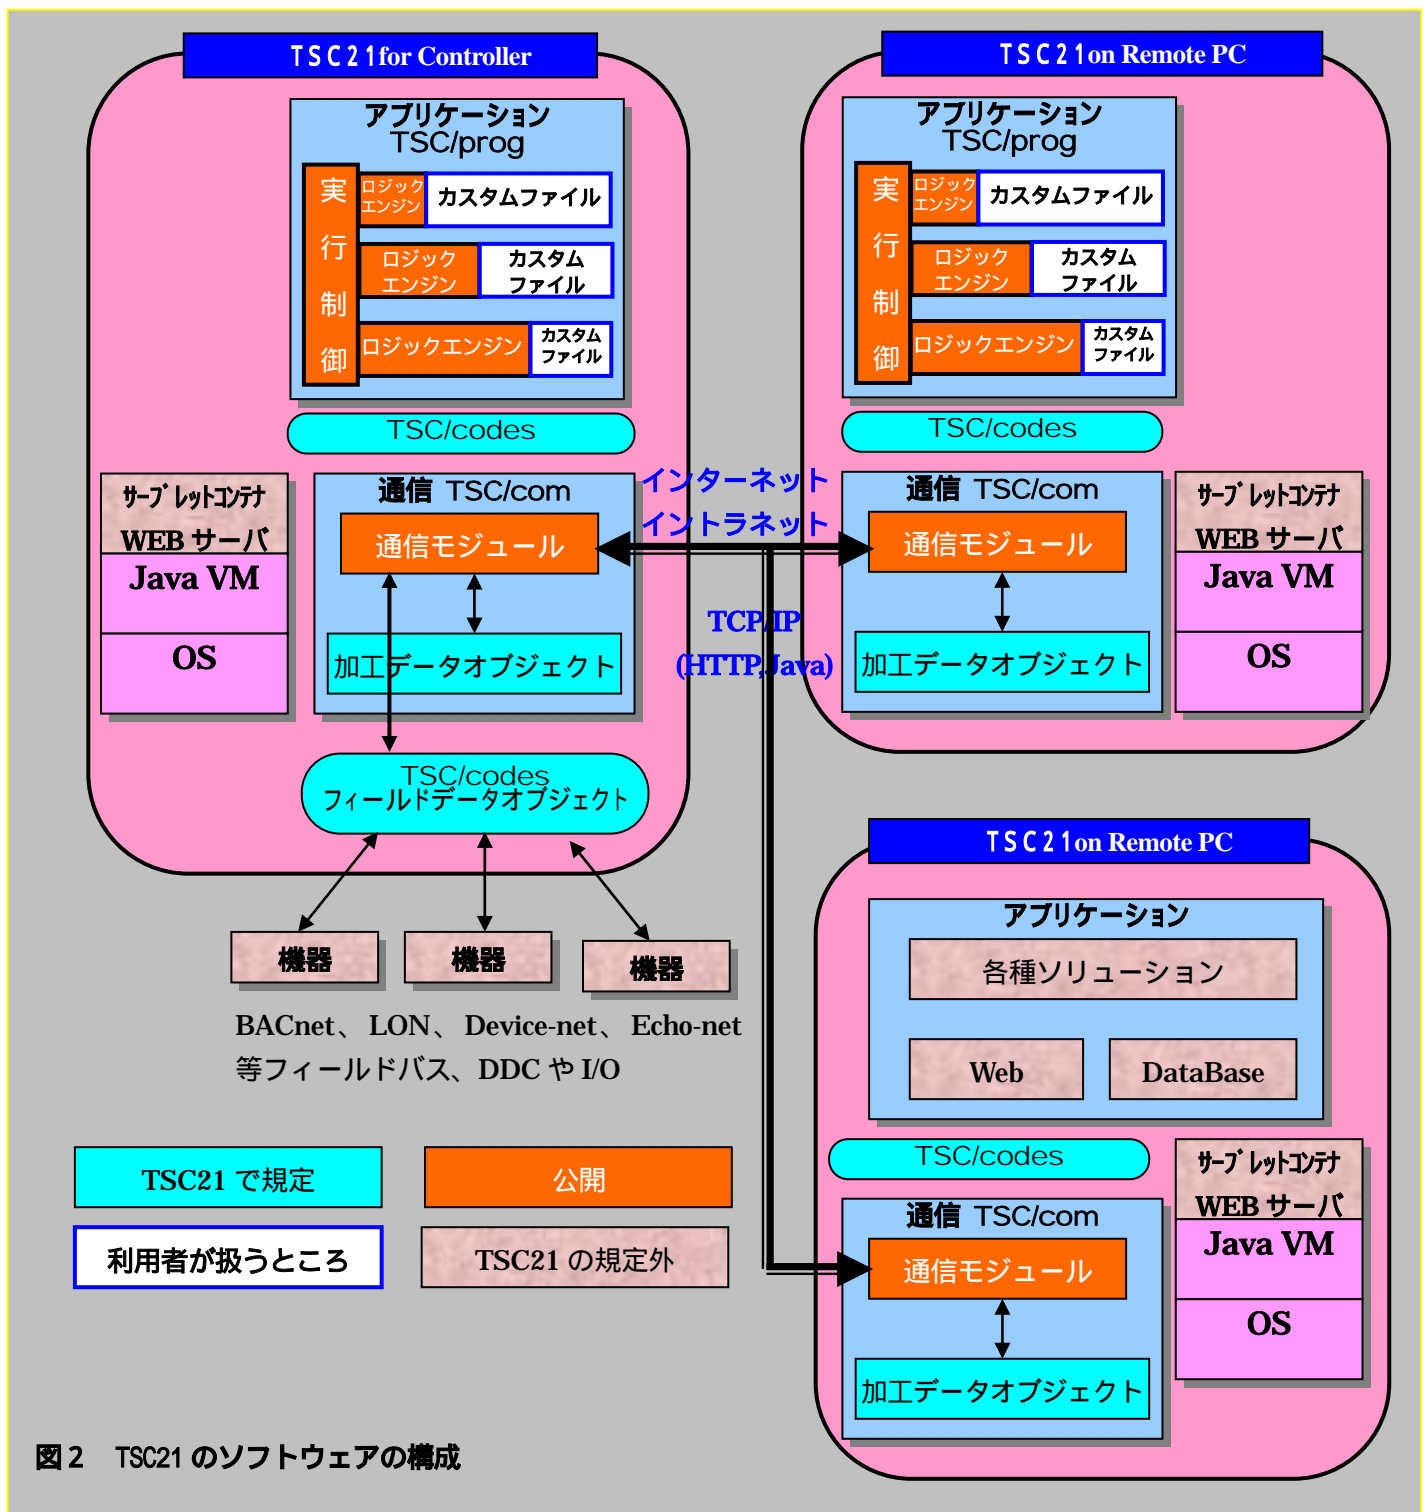 TSC21for Controller
アプリケーション
TSC/prog
実行制御
ロジック
エンジン
カスタムファイル
ロジック
エンジン
カスタム
ファイル
ロジックエンジン
カスタム
ファイル
TSC/codes
サーブレットコンテナ
WEB サーバ
Java VM
OS
通信 TSC/com
通信モジュール
加工データオブジェクト
TSC/codes
フィールドデータオブジェクト
機器
機器
機器
BACnet、LON、Device-net、Echo-net
等フィールドバス、DDC や I/O
インターネット
イントラネット
TCP/IP
(HTTP,Java)
TSC21on Remote PC
アプリケーション
TSC/prog
実行制御
ロジック
エンジン
カスタムファイル
ロジック
エンジン
カスタム
ファイル
ロジックエンジン
カスタム
ファイル
TSC/codes
通信 TSC/com
通信モジュール
加工データオブジェクト
サーブレットコンテナ
WEB サーバ
Java VM
OS
TSC21on Remote PC
アプリケーション
各種ソリューション
Web
DataBase
TSC/codes
通信 TSC/com
通信モジュール
加工データオブジェクト
サーブレットコンテナ
WEB サーバ
Java VM
OS
TSC21 で規定
公開
利用者が扱うところ
TSC21 の規定外
図2 TSC21 のソフトウェアの構成